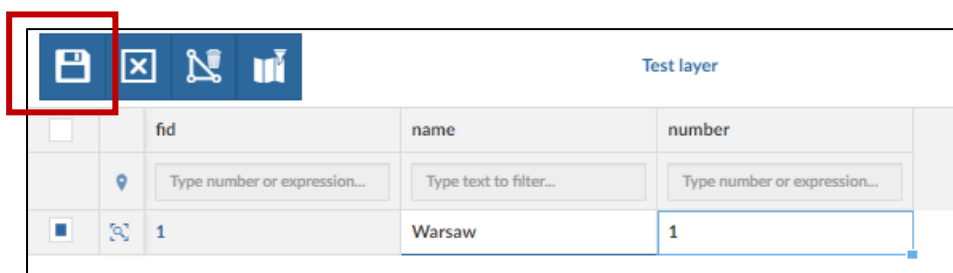 Test layer
fid name number
Type number or expression... Type text to filter... Type number or expression...
1 Warsaw 1